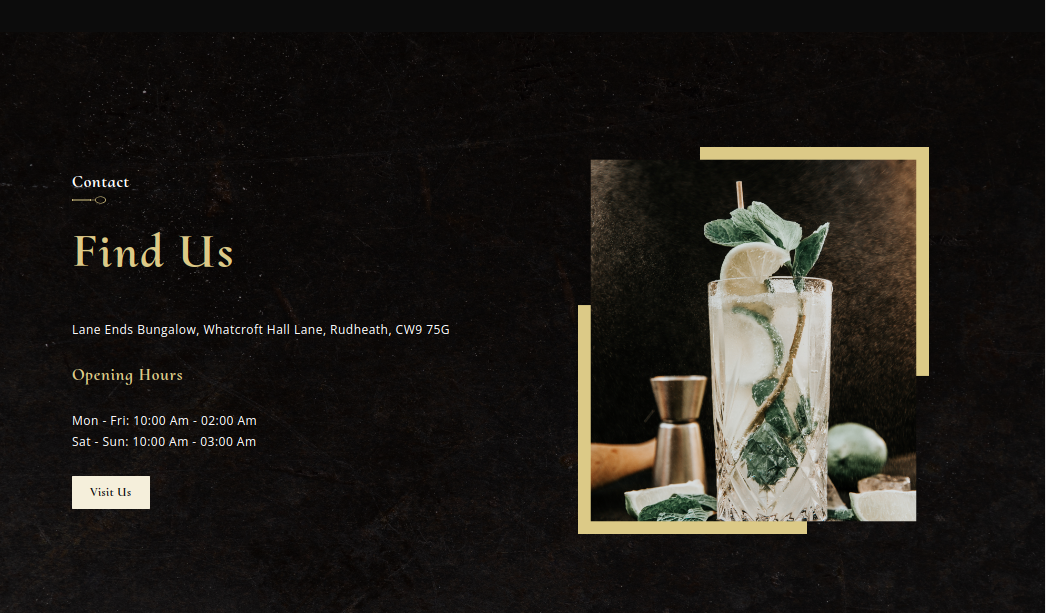 Contact
Find Us
Lane Ends Bungalow, Whatcroft Hall Lane, Rudheath, CW9 75G
Opening Hours
Mon - Fri: 10:00 Am - 02:00 Am
Sat - Sun: 10:00 Am - 03:00 Am
Visit Us